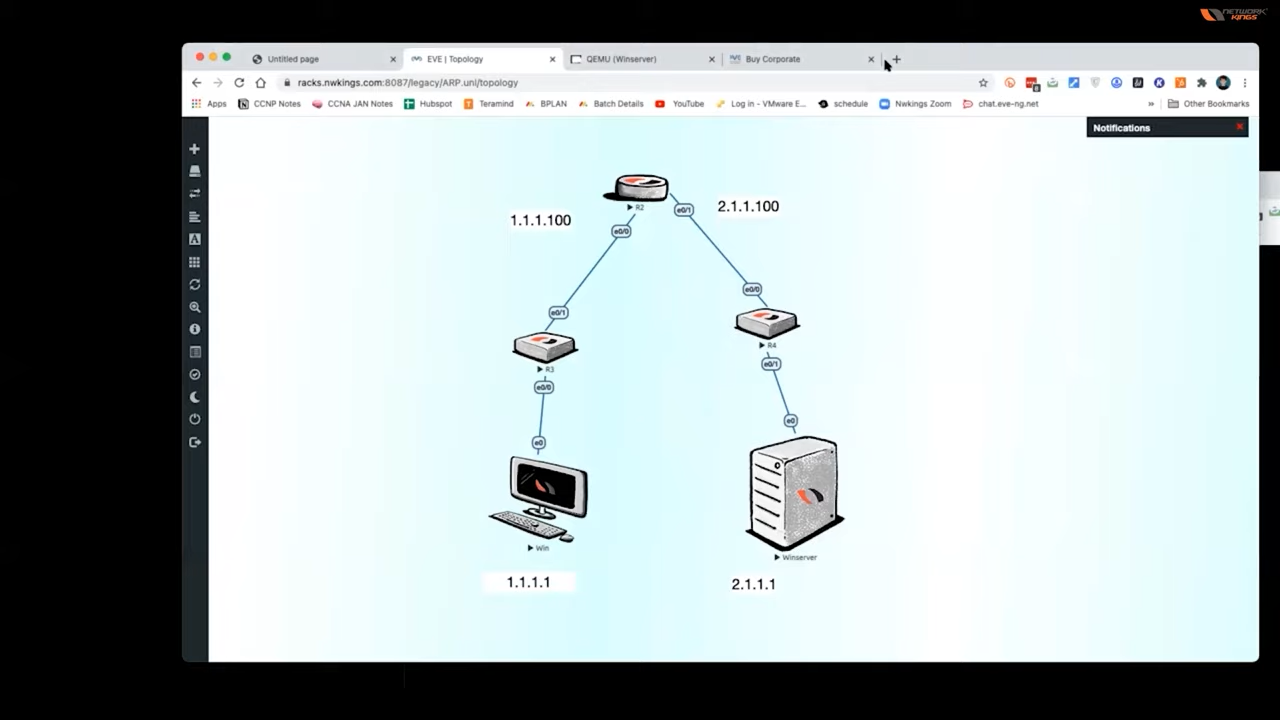 NETWORK
KINGS
Untitled page
EVE | Topology
QEMU (Winserver)
Buy Corporate
racks.nwkings.com:8087/legacy/ARP.unl/topology
Apps
CCNP Notes
CCNA JAN Notes
Hubspot
Teramind
BPLAN
Batch Details
YouTube
Log in - VMware E...
schedule
Nwkings Zoom
chat.eve-ng.net
»
Other Bookmarks
Notifications
R2
1.1.1.100
2.1.1.100
e0/0
e0/1
e0/1
e0/0
R3
R4
e0/0
e0/1
e0
e0
Win
Winserver
1.1.1.1
2.1.1.1